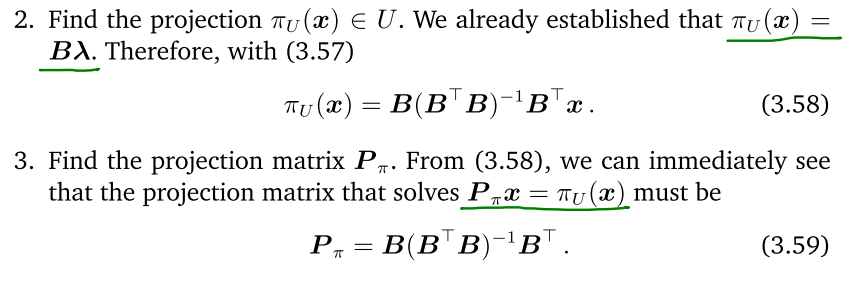 2. Find the projection π_U(𝒙) ∈ U. We already established that π_U(𝒙) =
𝑩𝝀. Therefore, with (3.57)
π_U(𝒙) = 𝑩(𝑩^⊤𝑩)^−1𝑩^⊤𝒙 . (3.58)
3. Find the projection matrix 𝑷_π. From (3.58), we can immediately see
that the projection matrix that solves 𝑷_π𝒙 = π_U(𝒙) must be
𝑷_π = 𝑩(𝑩^⊤𝑩)^−1𝑩^⊤ . (3.59)